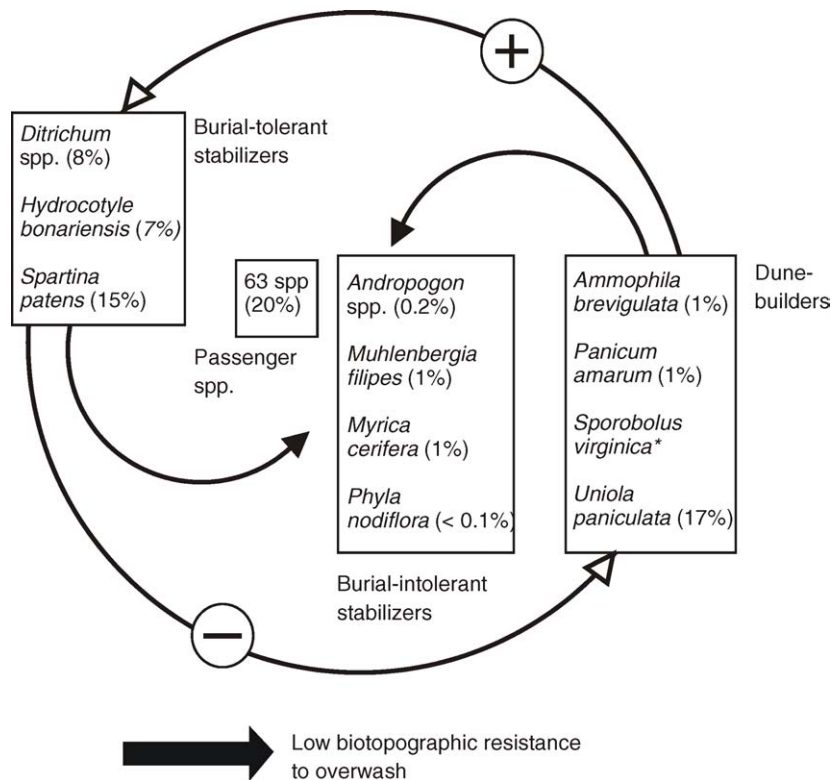 +
Ditrichum
spp. (8%)
Hydrocotyle
bonariensis (7%)
Spartina
patens (15%)
Burial-tolerant
stabilizers
63 spp
(20%)
Passenger
spp.
Andropogon
spp. (0.2%)
Muhlenbergia
filipes (1%)
Myrica
cerifera (1%)
Phyla
nodiflora (< 0.1%)
Burial-intolerant
stabilizers
Ammophila
brevigulata (1%)
Panicum
amarum (1%)
Sporobolus
virginica*
Uniola
paniculata (17%)
Dune-
builders
−
Low biotopographic resistance
to overwash